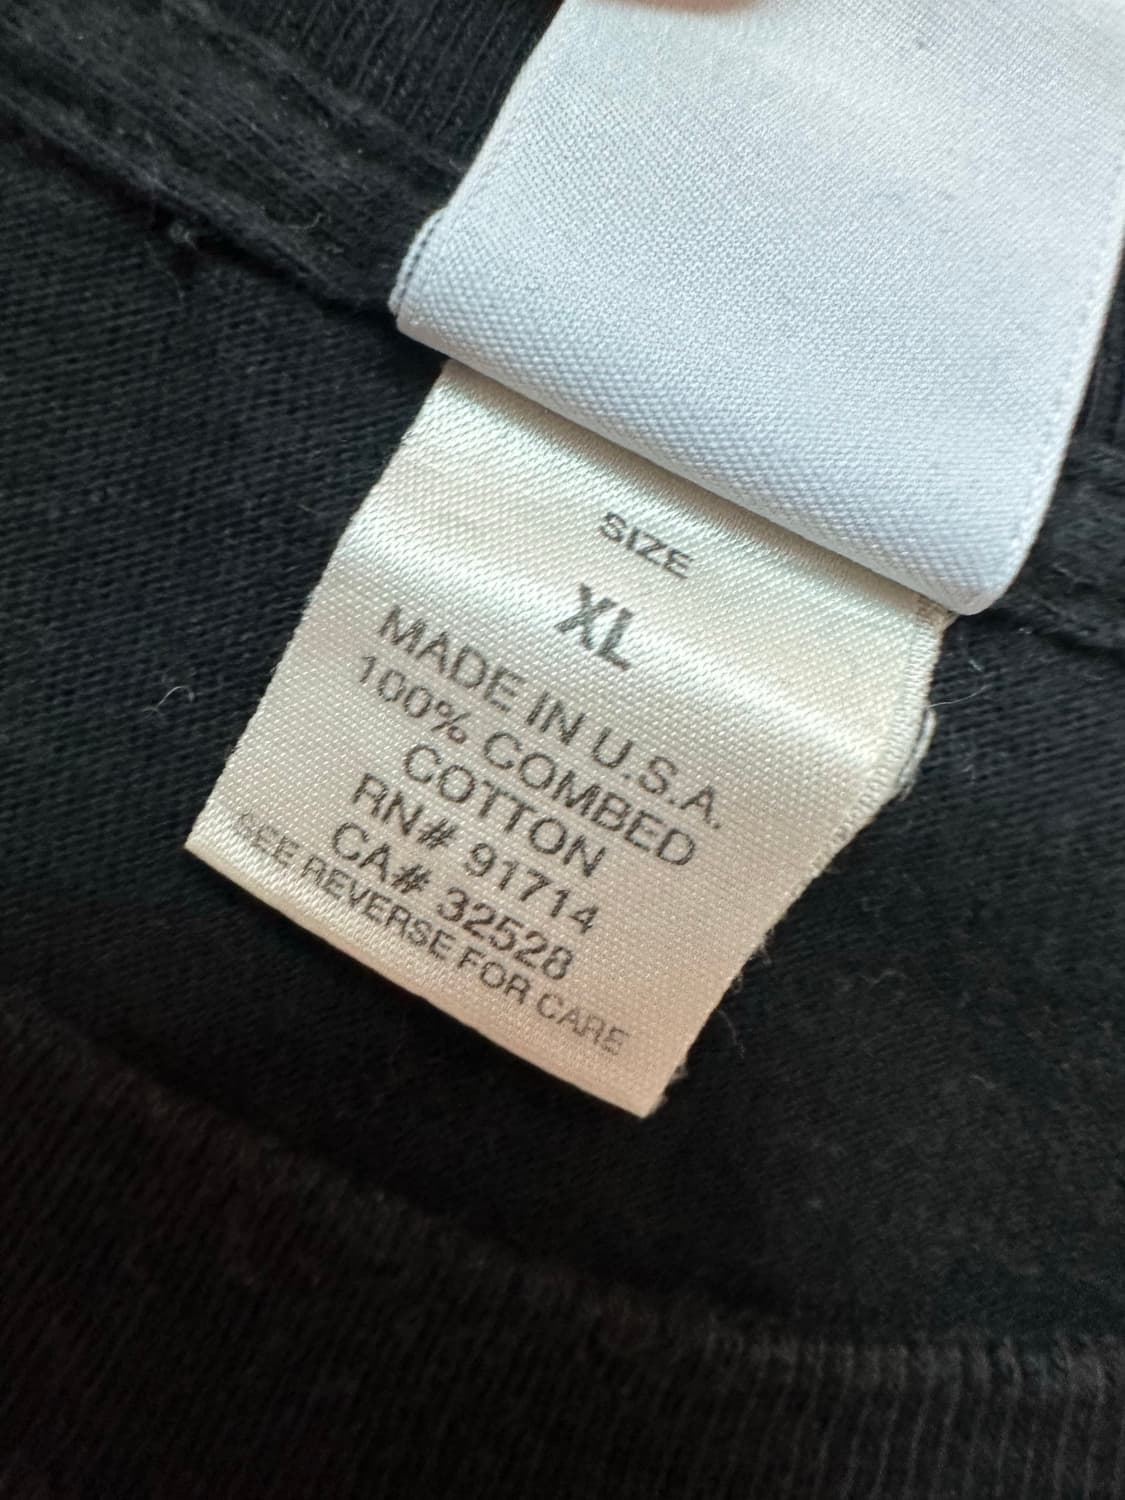 SIZE
XL
MADE IN U.S.A.
100% COMBED
COTTON
RN# 91714
CA# 32528
SEE REVERSE FOR CARE